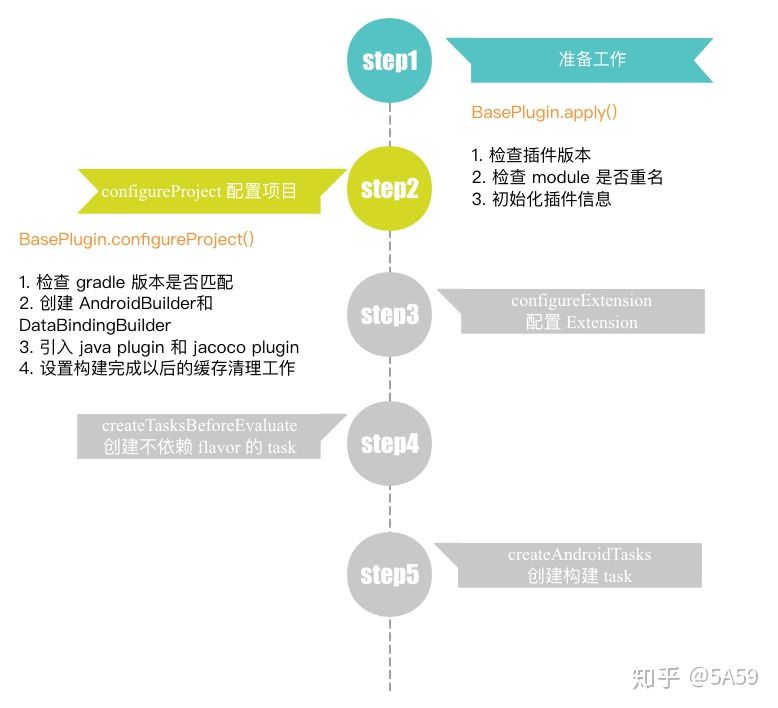 step1
准备工作
BasePlugin.apply()
1. 检查插件版本
2. 检查 module 是否重名
3. 初始化插件信息
step2
configureProject 配置项目
BasePlugin.configureProject()
1. 检查 gradle 版本是否匹配
2. 创建 AndroidBuilder和
DataBindingBuilder
3. 引入 java plugin 和 jacoco plugin
4. 设置构建完成以后的缓存清理工作
step3
configureExtension
配置 Extension
step4
createTasksBeforeEvaluate
创建不依赖 flavor 的 task
step5
createAndroidTasks
创建构建 task
知乎 @5A59